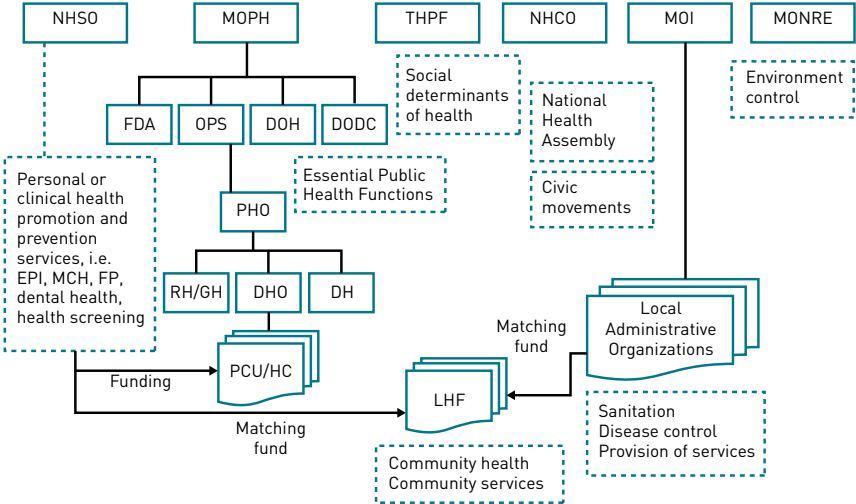 NHSO
MOPH
THPF
NHCO
MOI
MONRE
Social
determinants
of health
National
Health
Assembly
Environment
control
FDA
OPS
DOH
DODC
Personal or
clinical health
promotion and
prevention
services, i.e.
EPI, MCH, FP,
dental health,
health screening
Essential Public
Health Functions
Civic
movements
PHO
RH/GH
DHO
DH
Local
Administrative
Organizations
Matching
fund
PCU/HC
Funding
LHF
Matching
fund
Sanitation
Disease control
Provision of services
Community health
Community services